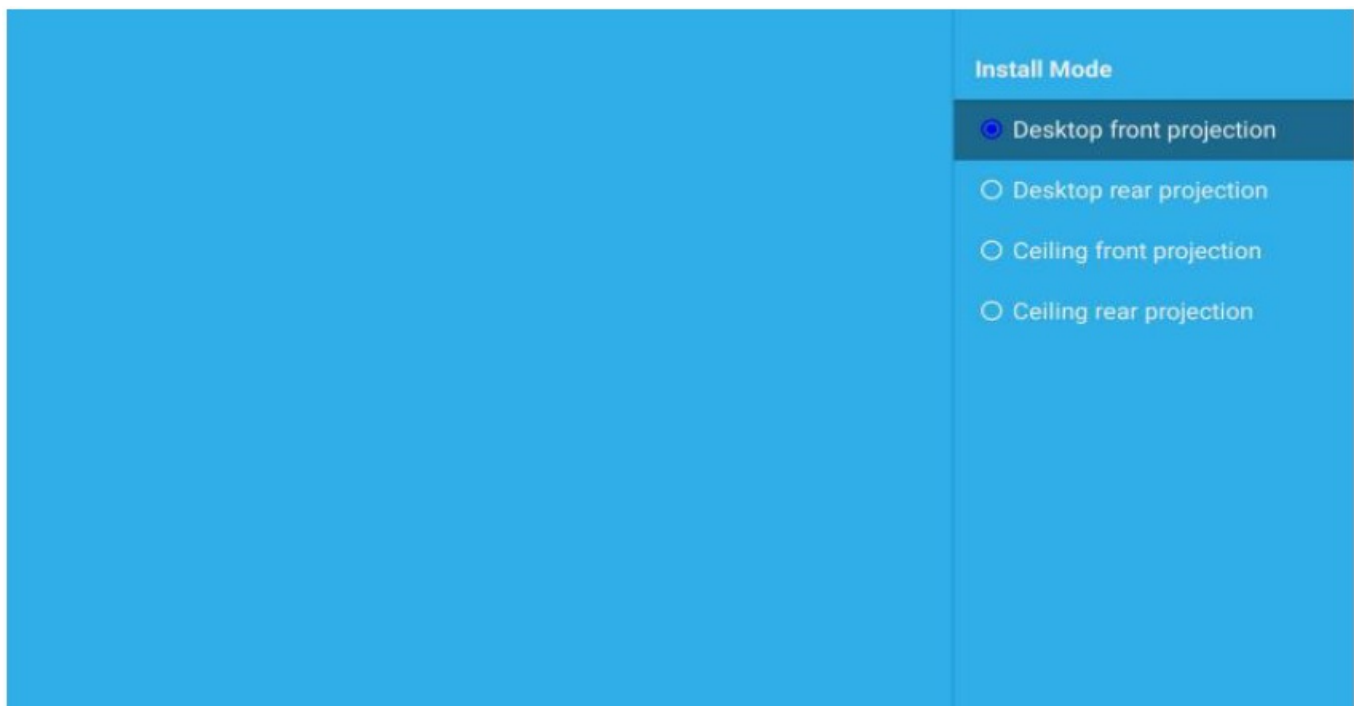 Install Mode
Desktop front projection
Desktop rear projection
Ceiling front projection
Ceiling rear projection